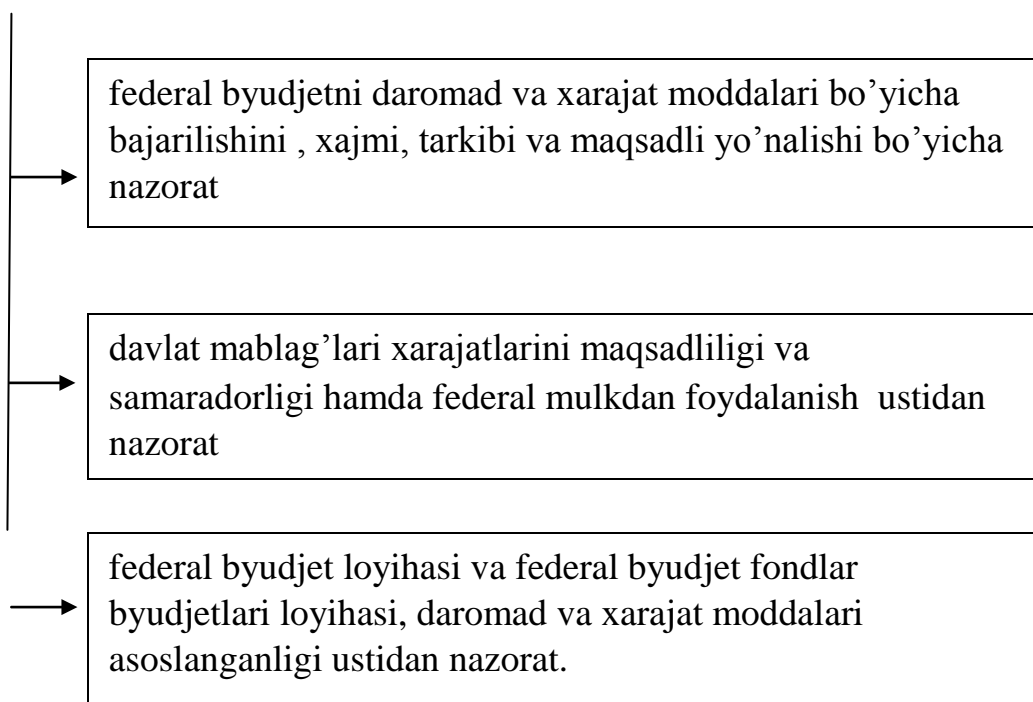 federal byudjetni daromad va xarajat moddalari bo’yicha
bajarilishini , xajmi, tarkibi va maqsadli yo’nalishi bo’yicha
nazorat
davlat mablag’lari xarajatlarini maqsadliligi va
samaradorligi hamda federal mulkdan foydalanish ustidan
nazorat
federal byudjet loyihasi va federal byudjet fondlar
byudjetlari loyihasi, daromad va xarajat moddalari
asoslanganligi ustidan nazorat.